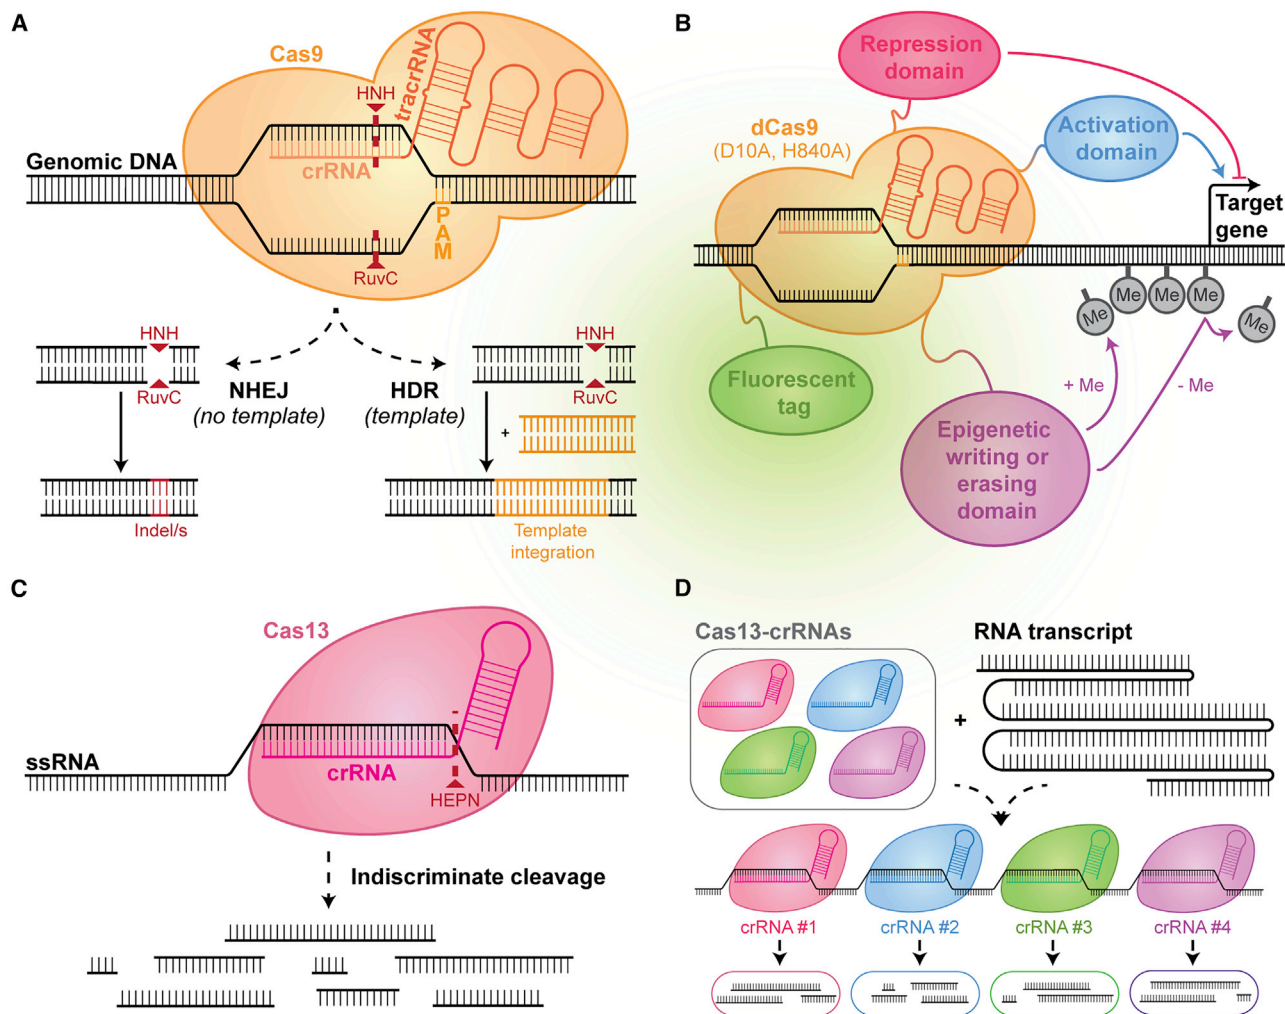 A
Cas9
tracrRNA
HNH
Genomic DNA
crRNA
PAM
RuvC
HNH
RuvC
NHEJ
(no template)
HDR
(template)
HNH
RuvC
+
Indel/s
Template
integration
B
Repression
domain
dCas9
(D10A, H840A)
Activation
domain
Target
gene
Me
Me
Me
Me
Me
+ Me
- Me
Fluorescent
tag
Epigenetic
writing or
erasing
domain
C
Cas13
ssRNA
crRNA
HEPN
Indiscriminate cleavage
D
Cas13-crRNAs
+
RNA transcript
crRNA #1
crRNA #2
crRNA #3
crRNA #4